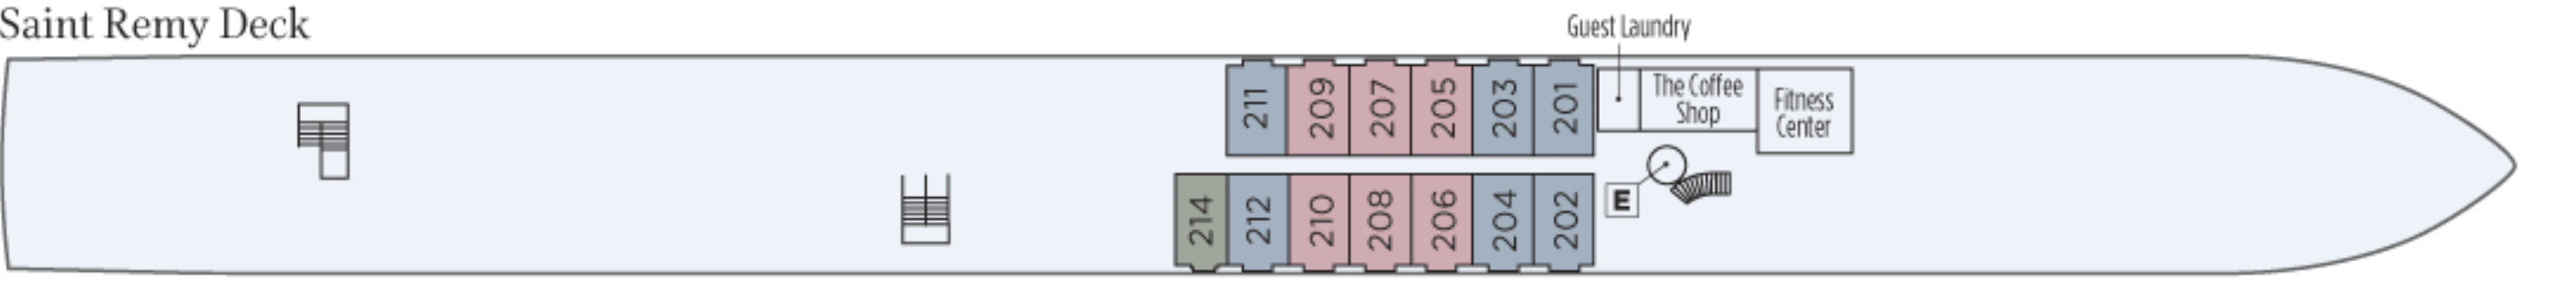 Saint Remy Deck
Guest Laundry
211
209
207
205
203
201
The Coffee
Shop
Fitness
Center
E
214
212
210
208
206
204
202